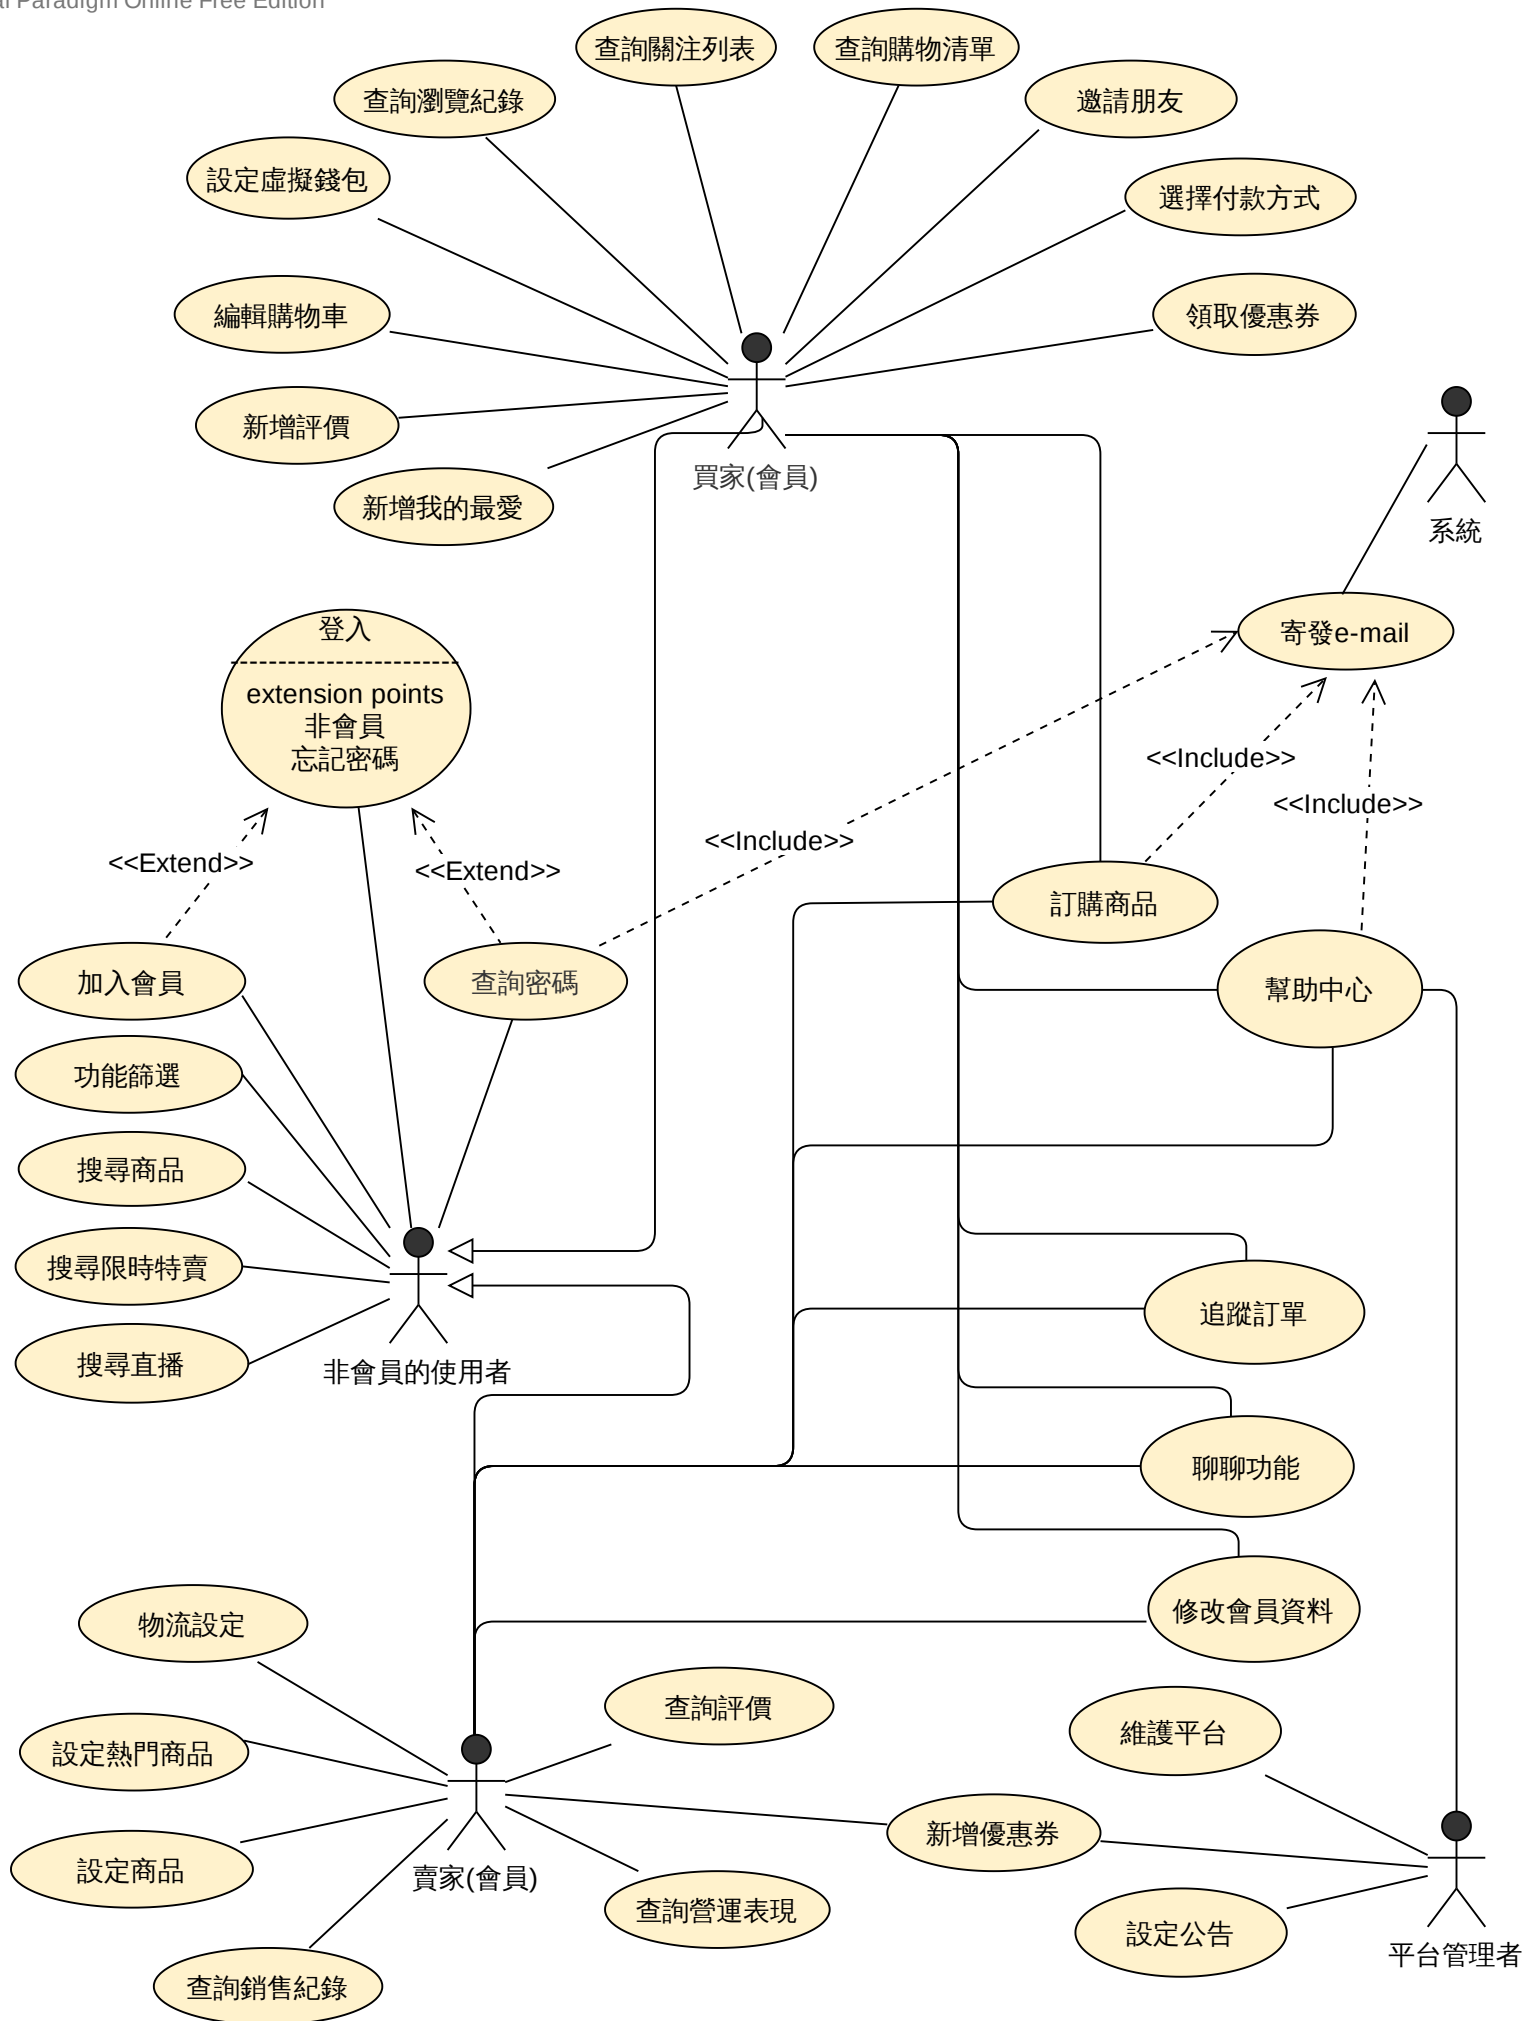 al Paradigm Online Free Edition
查詢關注列表
查詢購物清單
查詢瀏覽紀錄
邀請朋友
設定虛擬錢包
選擇付款方式
編輯購物車
領取優惠券
新增評價
買家(會員)
新增我的最愛
系統
登入
寄發e-mail
extension points
非會員
忘記密碼
<<Include>>
<<Include>>
<<Include>>
<<Extend>>
<<Extend>>
訂購商品
加入會員
查詢密碼
幫助中心
功能篩選
搜尋商品
搜尋限時特賣
追蹤訂單
搜尋直播
非會員的使用者
聊聊功能
修改會員資料
物流設定
查詢評價
維護平台
設定熱門商品
新增優惠券
設定商品
賣家(會員)
查詢營運表現
設定公告
平台管理者
查詢銷售紀錄